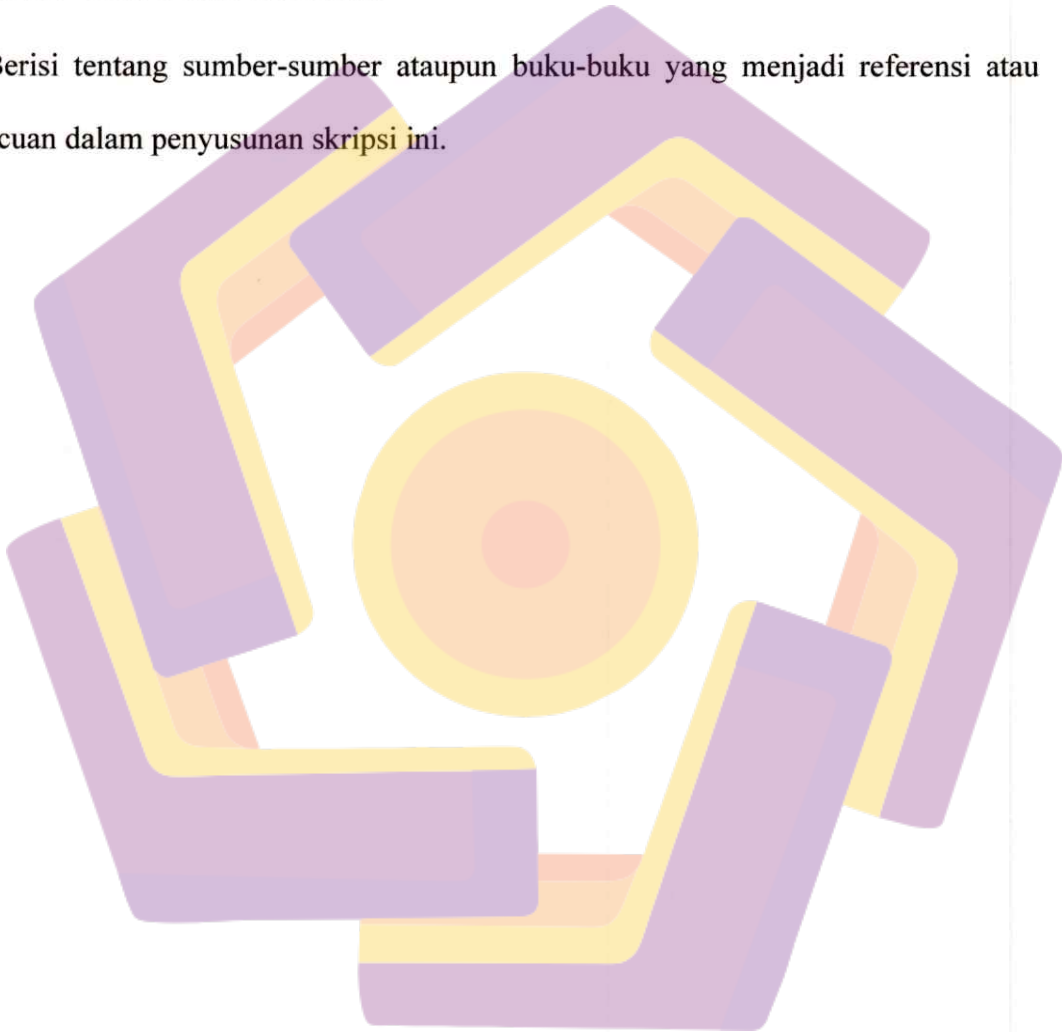 erisi tentang sumber-sumber ataupun buku-buku yang menjadi referensi atau
cuan dalam penyusunan skripsi ini.